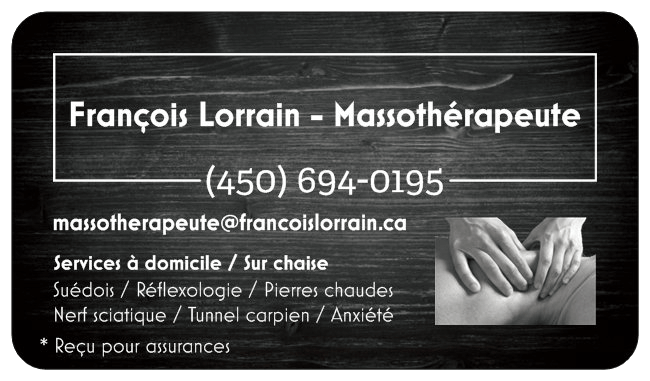 François Lorrain - Massothérapeute
(450) 694-0195
massotherapeute@francoislorrain.ca
Services à domicile / Sur chaise
Suédois / Réflexologie / Pierres chaudes
Nerf sciatique / Tunnel carpien / Anxiété
* Reçu pour assurances